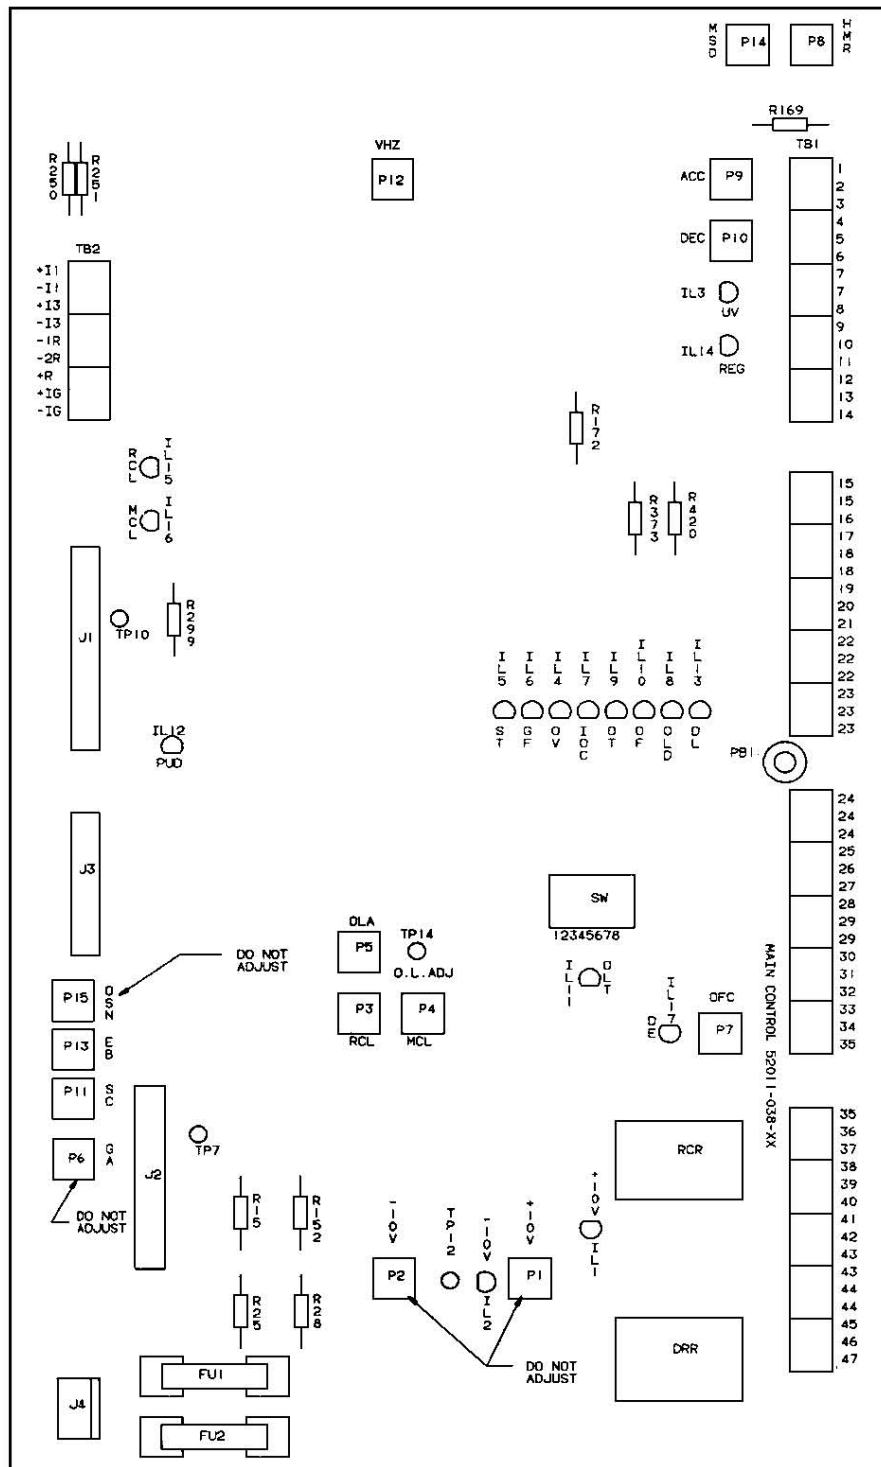 MSO
P14
P8
HMR
R169
TB1
R250
R251
VHZ
P12
ACC
P9
DEC
P10
IL3
UV
IL14
REG
1
2
3
4
5
6
7
7
8
9
10
11
12
13
14
TB2
+I1
-I1
+I3
-I3
-1R
-2R
+R
+IG
-IG
R172
RCL
IL15
MCL
IL16
R373
R420
15
15
16
17
18
18
19
20
21
22
22
22
23
23
23
J1
TP10
R299
IL12
PUO
IL5
IL6
IL4
IL7
IL9
IL10
IL8
IL13
ST
GF
OV
IOC
OT
OF
OLO
OL
PB1
J3
SW
12345678
24
24
24
25
26
27
28
29
29
30
31
32
33
34
35
DO NOT
ADJUST
OLA
P5
TP14
O.L.ADJ
P3
RCL
P4
MCL
IL11
OLT
IL17
OE
OFC
P7
MAIN CONTROL 52011-038-XX
P15
OSN
P13
EB
P11
SC
P6
GA
DO NOT
ADJUST
J2
TP7
R15
R152
R25
R28
-10V
P2
TP12
-10V
IL2
+10V
P1
+10V
IL1
DO NOT
ADJUST
RCR
DRR
35
36
37
38
39
40
41
42
43
43
44
44
45
46
47
J4
FU1
FU2